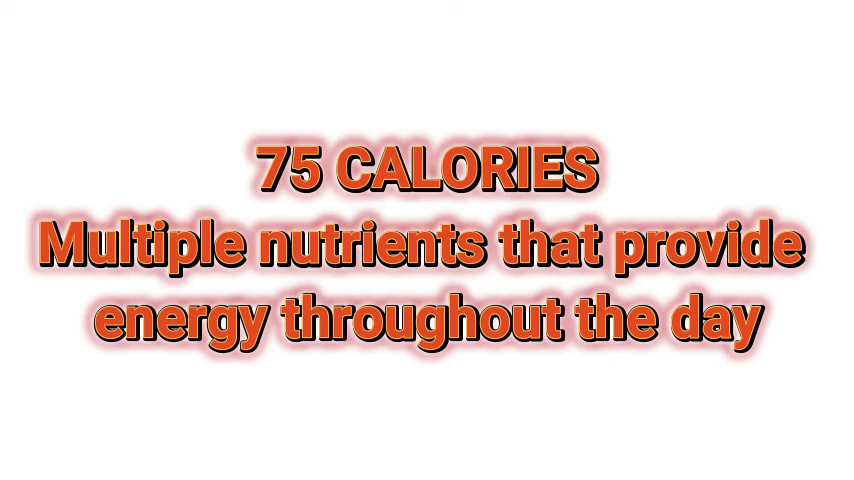 75 CALORIES
Multiple nutrients that provide
energy throughout the day